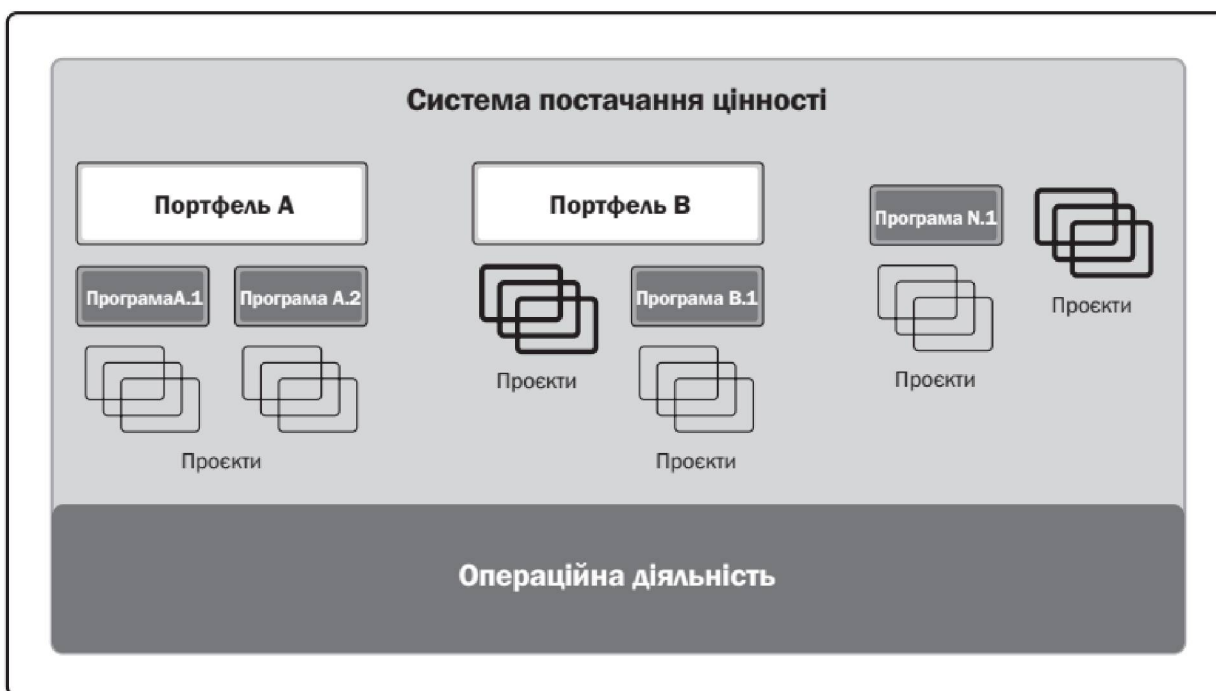 Система постачання цінності
Портфель А
Портфель В
Програма N.1
ПрограмаА.1
Програма А.2
Програма В.1
Проєкти
Проєкти
Проєкти
Проєкти
Проєкти
Операційна діяльність